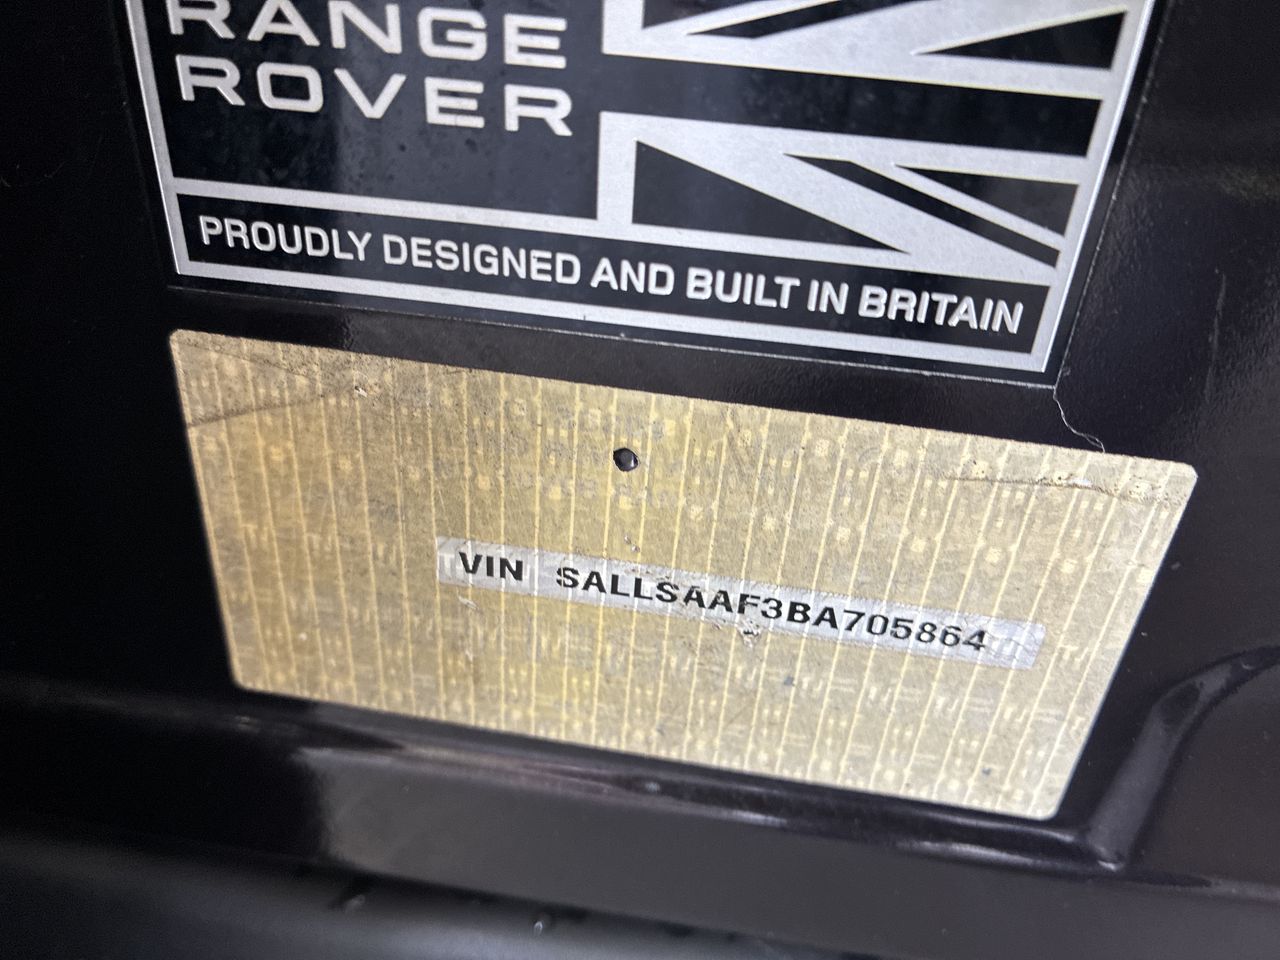 RANGE
ROVER
PROUDLY DESIGNED AND BUILT IN BRITAIN
VIN SALLSAAF3BA705864